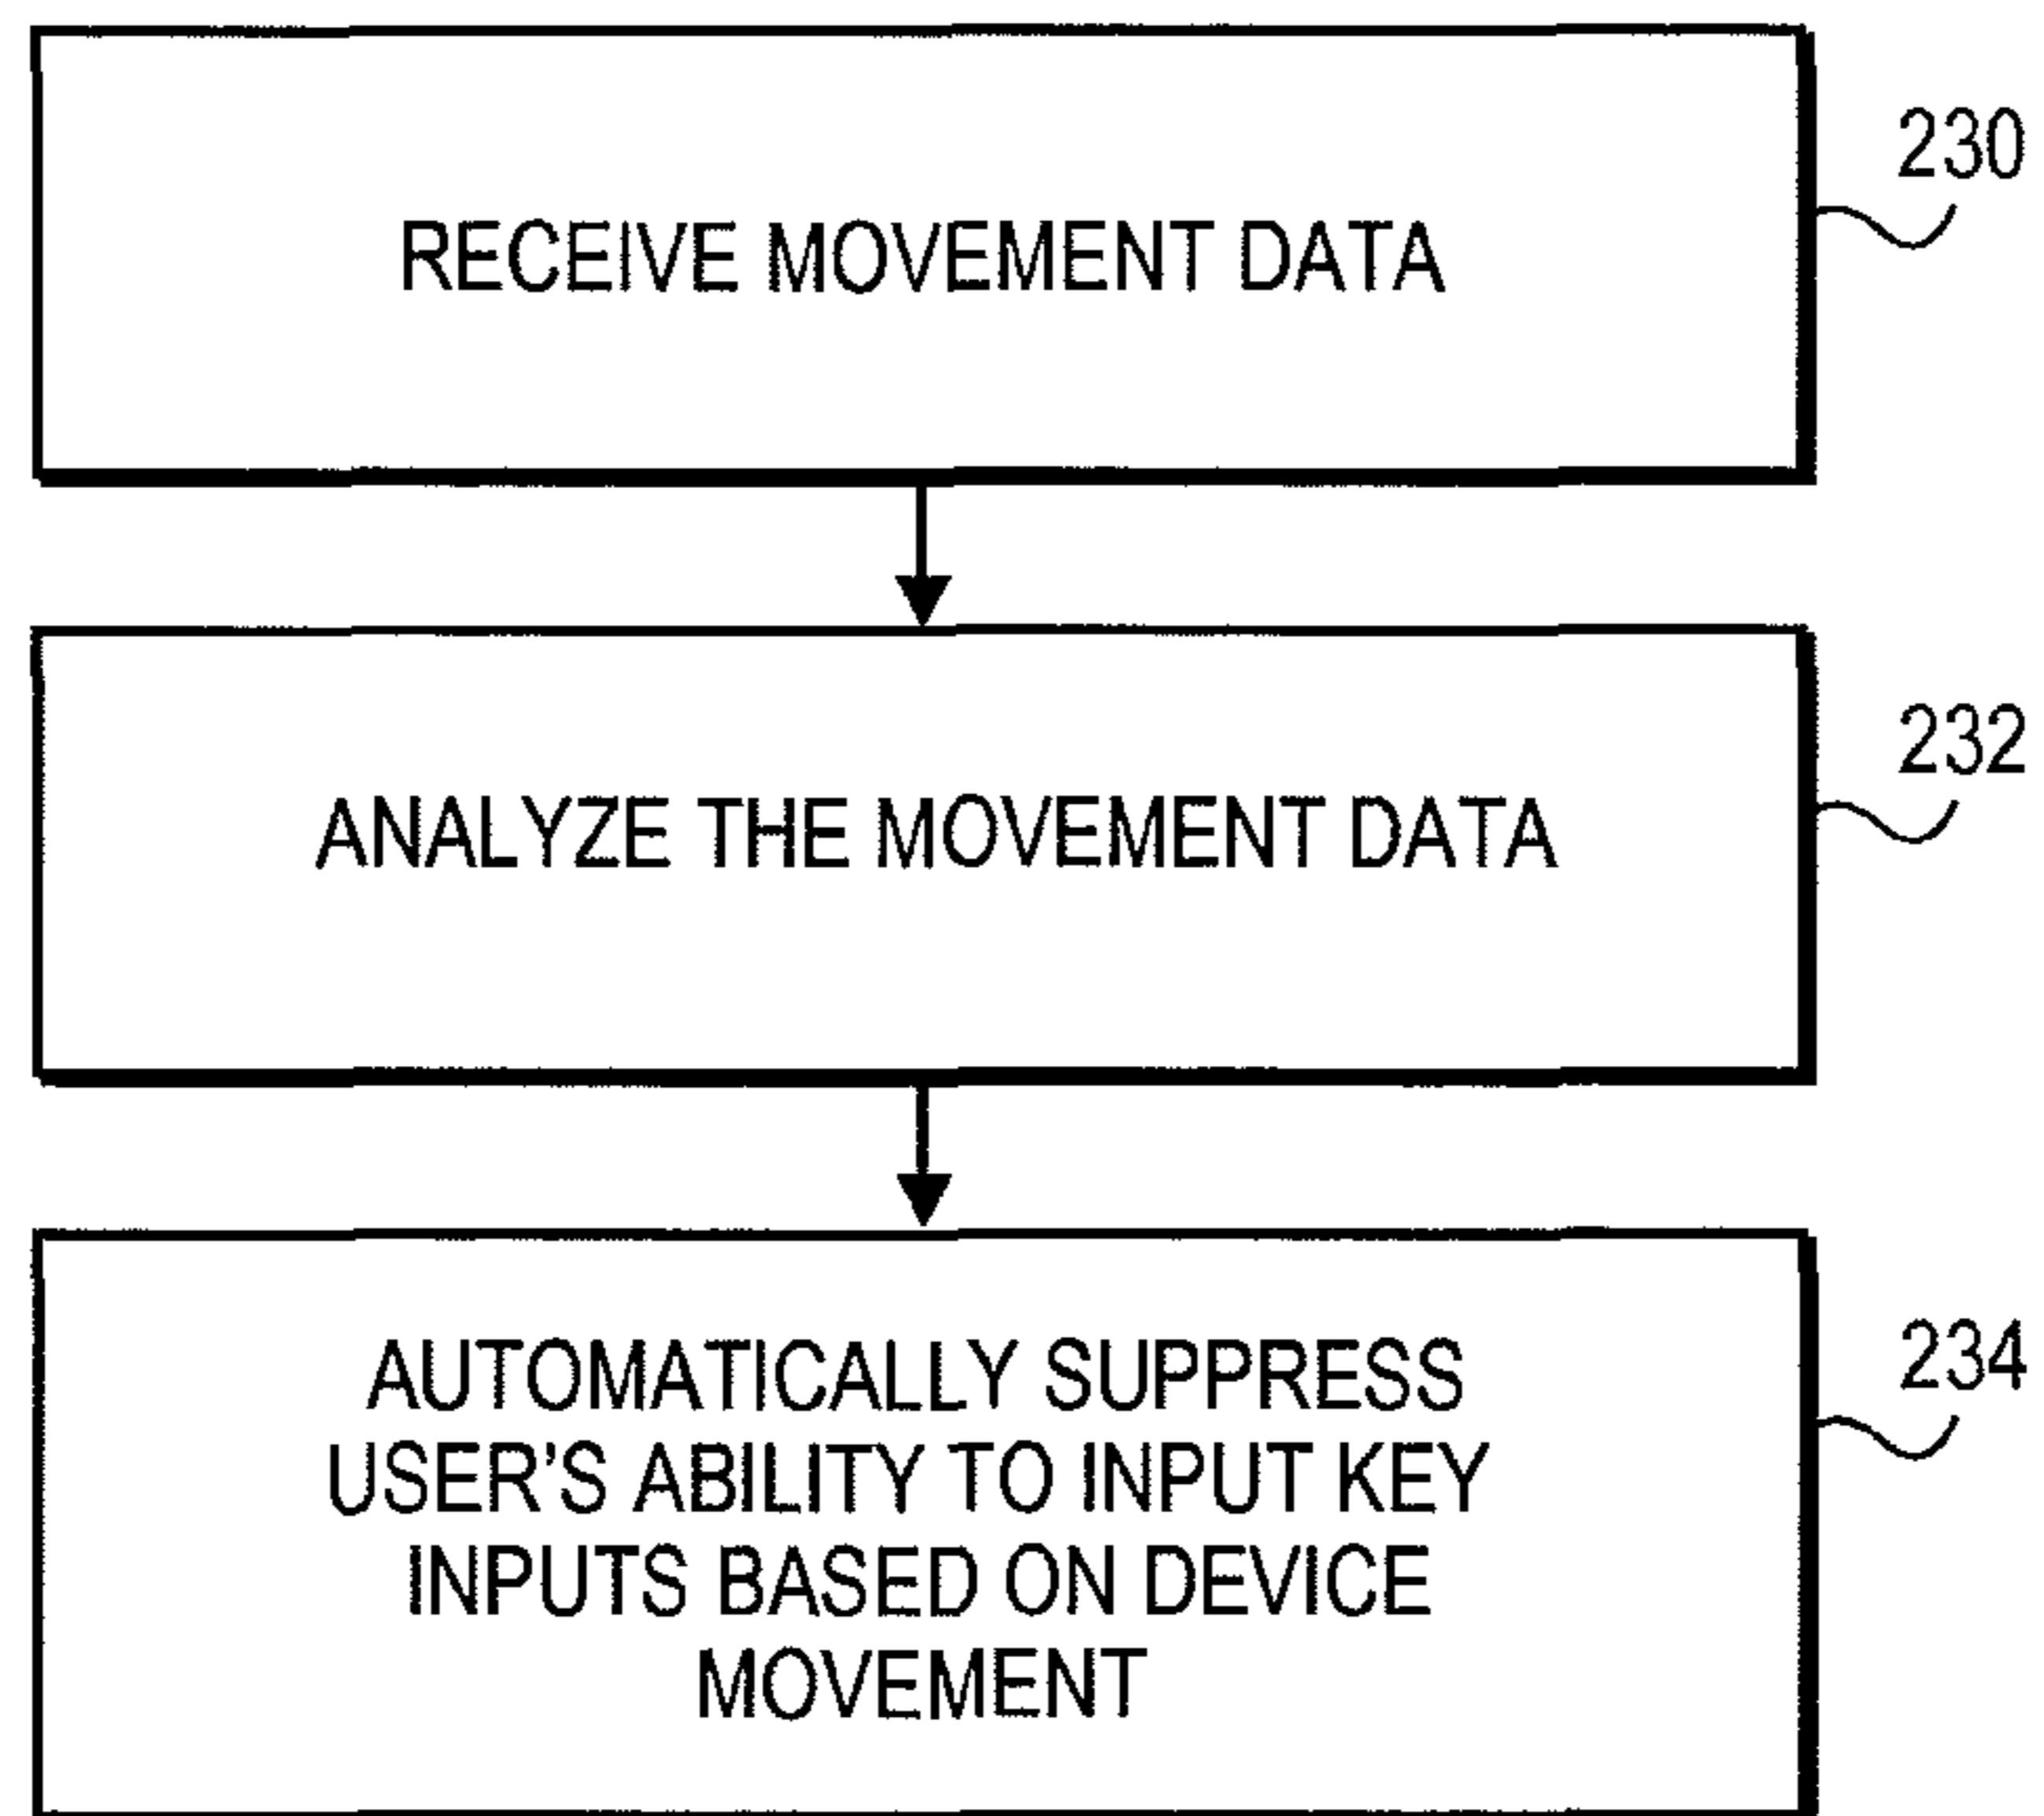 230
RECEIVE MOVEMENT DATA
232
ANALYZE THE MOVEMENT DATA
234
AUTOMATICALLY SUPPRESS
USER'S ABILITY TO INPUT KEY
INPUTS BASED ON DEVICE
MOVEMENT